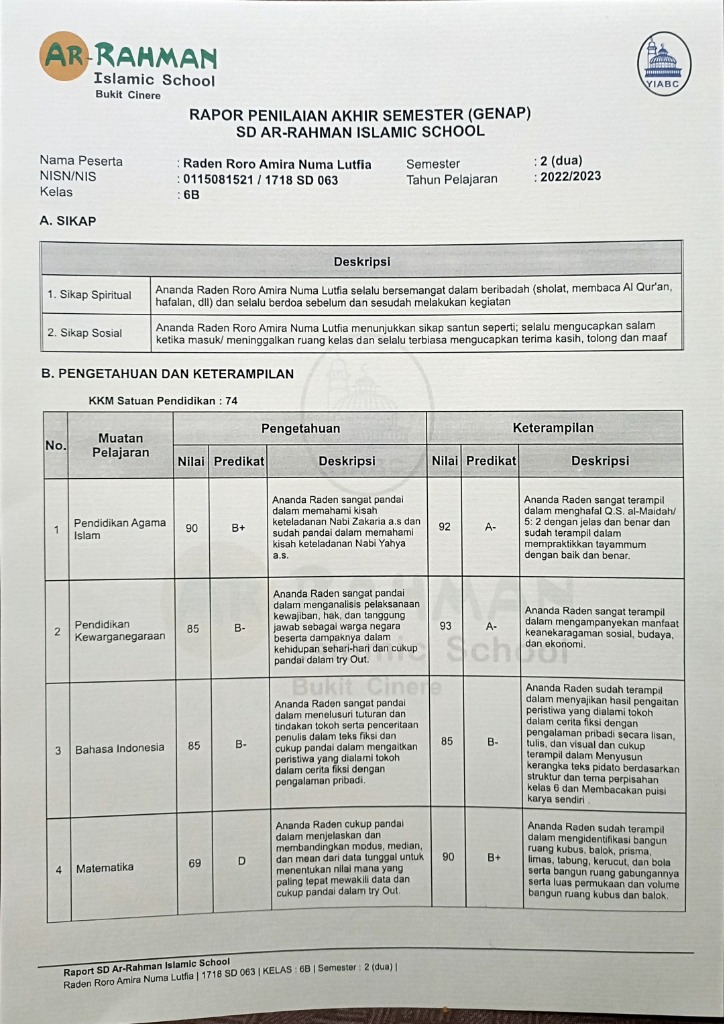 AR-RAHMAN
Islamic School
Bukit Cinere
YIABC
RAPOR PENILAIAN AKHIR SEMESTER (GENAP)
SD AR-RAHMAN ISLAMIC SCHOOL
Nama Peserta : Raden Roro Amira Numa Lutfia Semester : 2 (dua)
NISN/NIS : 0115081521 / 1718 SD 063 Tahun Pelajaran : 2022/2023
Kelas : 6B
A. SIKAP
Deskripsi
1. Sikap Spiritual
Ananda Raden Roro Amira Numa Lutfia selalu bersemangat dalam beribadah (sholat, membaca Al Qur'an,
hafalan, dll) dan selalu berdoa sebelum dan sesudah melakukan kegiatan
2. Sikap Sosial
Ananda Raden Roro Amira Numa Lutfia menunjukkan sikap santun seperti; selalu mengucapkan salam
ketika masuk/ meninggalkan ruang kelas dan selalu terbiasa mengucapkan terima kasih, tolong dan maaf
B. PENGETAHUAN DAN KETERAMPILAN
KKM Satuan Pendidikan : 74
No.
Muatan
Pelajaran
Pengetahuan
Keterampilan
Nilai Predikat Deskripsi Nilai Predikat Deskripsi
1
Pendidikan Agama
Islam
90
B+
Ananda Raden sangat pandai
dalam memahami kisah
keteladanan Nabi Zakaria a.s dan
sudah pandai dalam memahami
kisah keteladanan Nabi Yahya
a.s.
92
A-
Ananda Raden sangat terampil
dalam menghafal Q.S. al-Maidah/
5: 2 dengan jelas dan benar dan
sudah terampil dalam
mempraktikkan tayammum
dengan baik dan benar.
2
Pendidikan
Kewarganegaraan
85
B-
Ananda Raden sangat pandai
dalam menganalisis pelaksanaan
kewajiban, hak, dan tanggung
jawab sebagai warga negara
beserta dampaknya dalam
kehidupan sehari-hari dan cukup
pandai dalam try Out.
93
A-
Ananda Raden sangat terampil
dalam mengampanyekan manfaat
keanekaragaman sosial, budaya,
dan ekonomi.
3
Bahasa Indonesia
85
B-
Ananda Raden sangat pandai
dalam menelusuri tuturan dan
tindakan tokoh serta penceritaan
penulis dalam teks fiksi dan
cukup pandai dalam mengaitkan
peristiwa yang dialami tokoh
dalam cerita fiksi dengan
pengalaman pribadi.
85
B-
Ananda Raden sudah terampil
dalam menyajikan hasil pengaitan
peristiwa yang dialami tokoh
dalam cerita fiksi dengan
pengalaman pribadi secara lisan,
tulis, dan visual dan cukup
terampil dalam Menyusun
kerangka teks pidato berdasarkan
struktur dan tema perpisahan
kelas 6 dan Membacakan puisi
karya sendiri .
4
Matematika
69
D
Ananda Raden cukup pandai
dalam menjelaskan dan
membandingkan modus, median,
dan mean dari data tunggal untuk
menentukan nilai mana yang
paling tepat mewakili data dan
cukup pandai dalam try Out.
90
B+
Ananda Raden sudah terampil
dalam mengidentifikasi bangun
ruang kubus, balok, prisma,
limas, tabung, kerucut, dan bola
serta bangun ruang gabungannya
serta luas permukaan dan volume
bangun ruang kubus dan balok.
AR-RAHMAN
Islamic School
Bukit Cinere
Raport SD Ar-Rahman Islamic School
Raden Roro Amira Numa Lutfia | 1718 SD 063 | KELAS : 6B | Semester : 2 (dua) |